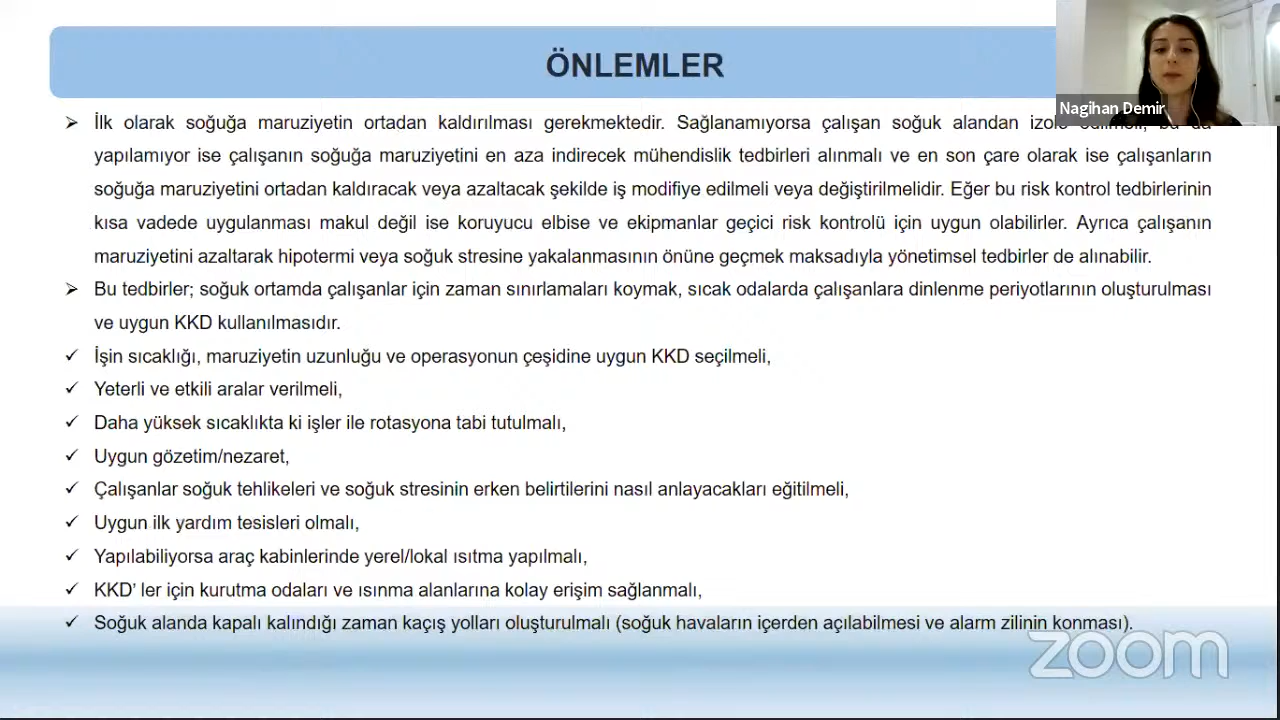 ÖNLEMLER
Nagihan Demir
İlk olarak soğuğa maruziyetin ortadan kaldırılması gerekmektedir. Sağlanamıyorsa çalışan soğuk alandan izole edilmeli, bu da
yapılamıyor ise çalışanın soğuğa maruziyetini en aza indirecek mühendislik tedbirleri alınmalı ve en son çare olarak ise çalışanların
soğuğa maruziyetini ortadan kaldıracak veya azaltacak şekilde iş modifiye edilmeli veya değiştirilmelidir. Eğer bu risk kontrol tedbirlerinin
kısa vadede uygulanması makul değil ise koruyucu elbise ve ekipmanlar geçici risk kontrolü için uygun olabilirler. Ayrıca çalışanın
maruziyetini azaltarak hipotermi veya soğuk stresine yakalanmasının önüne geçmek maksadıyla yönetimsel tedbirler de alınabilir.
Bu tedbirler; soğuk ortamda çalışanlar için zaman sınırlamaları koymak, sıcak odalarda çalışanlara dinlenme periyotlarının oluşturulması
ve uygun KKD kullanılmasıdır.
İşin sıcaklığı, maruziyetin uzunluğu ve operasyonun çeşidine uygun KKD seçilmeli,
Yeterli ve etkili aralar verilmeli,
Daha yüksek sıcaklıkta ki işler ile rotasyona tabi tutulmalı,
Uygun gözetim/nezaret,
Çalışanlar soğuk tehlikeleri ve soğuk stresinin erken belirtilerini nasıl anlayacakları eğitilmeli,
Uygun ilk yardım tesisleri olmalı,
Yapılabiliyorsa araç kabinlerinde yerel/lokal ısıtma yapılmalı,
KKD' ler için kurutma odaları ve ısınma alanlarına kolay erişim sağlanmalı,
Soğuk alanda kapalı kalındığı zaman kaçış yolları oluşturulmalı (soğuk havaların içerden açılabilmesi ve alarm zilinin konması).
zoom